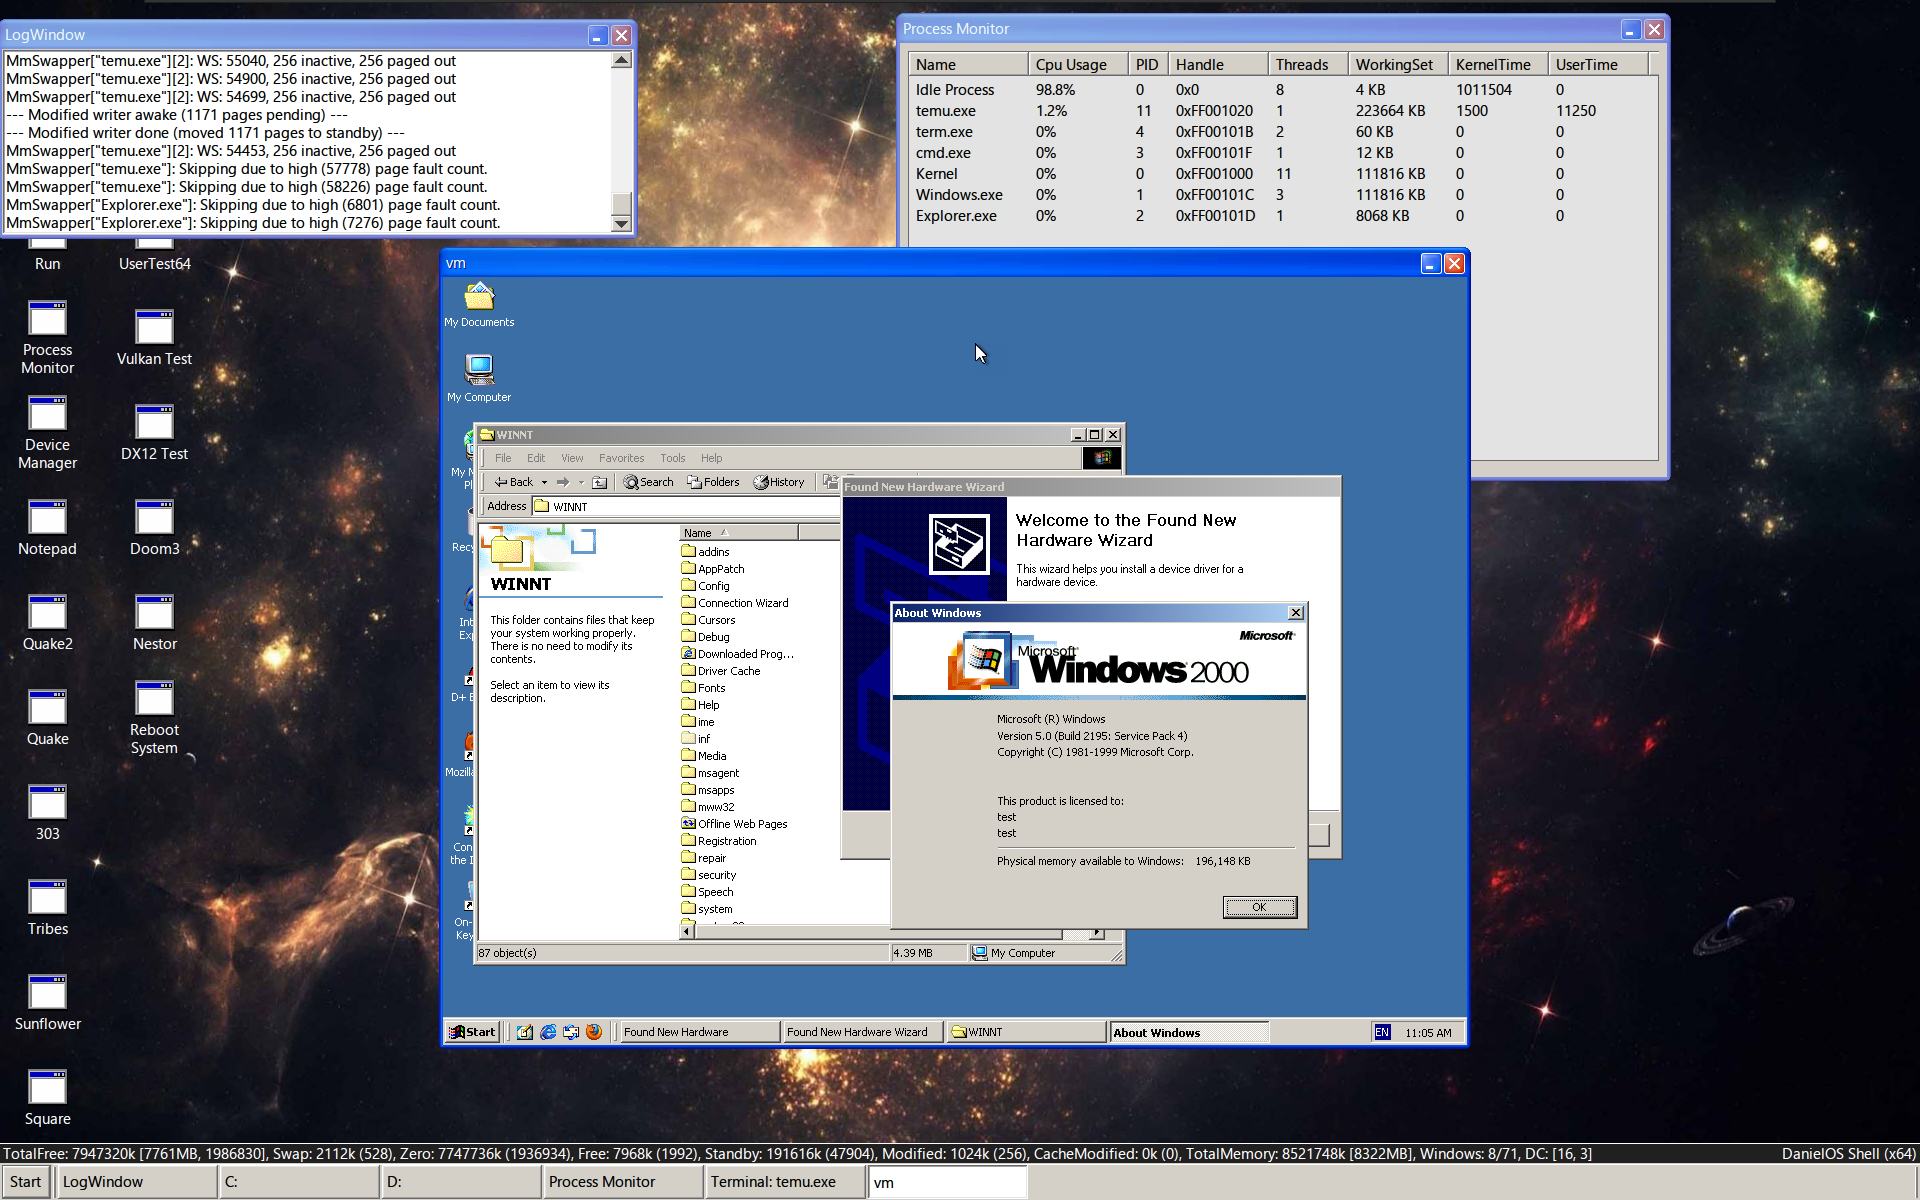 LogWindow
MmSwapper["temu.exe"][2]: WS: 55040, 256 inactive, 256 paged out
MmSwapper["temu.exe"][2]: WS: 54900, 256 inactive, 256 paged out
MmSwapper["temu.exe"][2]: WS: 54699, 256 inactive, 256 paged out
--- Modified writer awake (1171 pages pending) ---
--- Modified writer done (moved 1171 pages to standby) ---
MmSwapper["temu.exe"][2]: WS: 54453, 256 inactive, 256 paged out
MmSwapper["temu.exe"]: Skipping due to high (57778) page fault count.
MmSwapper["temu.exe"]: Skipping due to high (58226) page fault count.
MmSwapper["Explorer.exe"]: Skipping due to high (6801) page fault count.
MmSwapper["Explorer.exe"]: Skipping due to high (7276) page fault count.
Process Monitor
Name Cpu Usage PID Handle Threads WorkingSet KernelTime UserTime
Idle Process 98.8% 0 0x0 8 4 KB 1011504 0
temu.exe 1.2% 11 0xFF001020 1 223664 KB 1500 11250
term.exe 0% 4 0xFF00101B 2 60 KB 0 0
cmd.exe 0% 3 0xFF00101F 1 12 KB 0 0
Kernel 0% 0 0xFF001000 11 111816 KB 0 0
Windows.exe 0% 1 0xFF00101C 3 111816 KB 0 0
Explorer.exe 0% 2 0xFF00101D 1 8068 KB 0 0
Run
UserTest64
Process
Monitor
Vulkan Test
Device
Manager
DX12 Test
Notepad
Doom3
Quake2
Nestor
Quake
Reboot
System
303
Tribes
Sunflower
Square
vm
My Documents
My Computer
My N
Pl
Recy
Int
Exp
D+ B
Mozilla
Con
the I
On-
Key
WINNT
File Edit View Favorites Tools Help
Back Search Folders History
Address WINNT
WINNT
This folder contains files that keep
your system working properly.
There is no need to modify its
contents.
Select an item to view its
description.
Name
addins
AppPatch
Config
Connection Wizard
Cursors
Debug
Downloaded Prog...
Driver Cache
Fonts
Help
ime
inf
Media
msagent
msapps
mww32
Offline Web Pages
Registration
repair
security
Speech
system
87 object(s) 4.39 MB My Computer
Found New Hardware Wizard
Welcome to the Found New
Hardware Wizard
This wizard helps you install a device driver for a
hardware device.
About Windows
Microsoft
Microsoft
Windows 2000
Microsoft (R) Windows
Version 5.0 (Build 2195: Service Pack 4)
Copyright (C) 1981-1999 Microsoft Corp.
This product is licensed to:
test
test
Physical memory available to Windows: 196,148 KB
OK
Start Found New Hardware Found New Hardware Wizard WINNT About Windows EN 11:05 AM
TotalFree: 7947320k [7761MB, 1986830], Swap: 2112k (528), Zero: 7747736k (1936934), Free: 7968k (1992), Standby: 191616k (47904), Modified: 1024k (256), CacheModified: 0k (0), TotalMemory: 8521748k [8322MB], Windows: 8/71, DC: [16, 3] DanielOS Shell (x64)
Start LogWindow C: D: Process Monitor Terminal: temu.exe vm